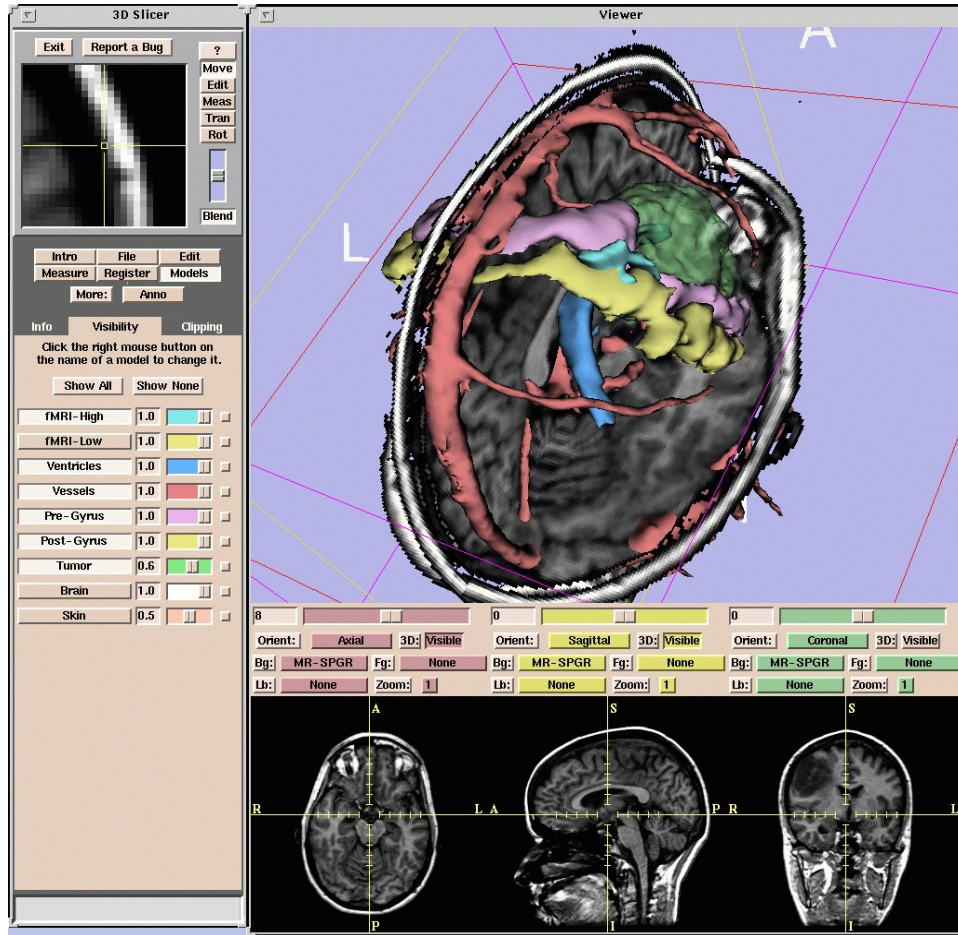 3D Slicer
Exit Report a Bug ?
Move
Edit
Meas
Tran
Rot
Blend
Intro File Edit
Measure Register Models
More: Anno
Info Visibility Clipping
Click the right mouse button on
the name of a model to change it.
Show All Show None
fMRI-High 1.0
fMRI-Low 1.0
Ventricles 1.0
Vessels 1.0
Pre-Gyrus 1.0
Post-Gyrus 1.0
Tumor 0.6
Brain 1.0
Skin 0.5
Viewer
A
L
8 0 0
Orient: Axial 3D: Visible Orient: Sagittal 3D: Visible Orient: Coronal 3D: Visible
Bg: MR-SPGR Fg: None Bg: MR-SPGR Fg: None Bg: MR-SPGR Fg: None
Lb: None Zoom: 1 Lb: None Zoom: 1 Lb: None Zoom: 1
A S S
R L A P R L
P I I